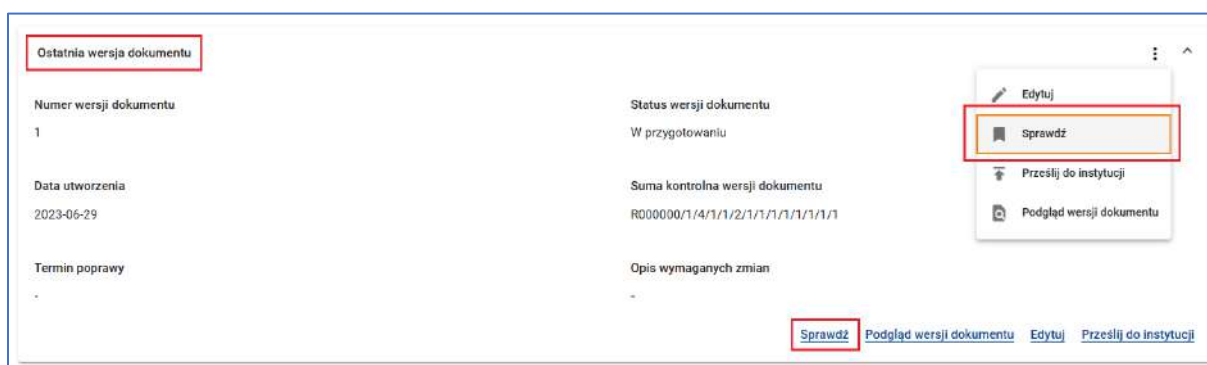 Ostatnia wersja dokumentu
Numer wersji dokumentu
1
Status wersji dokumentu
W przygotowaniu
Edytuj
Sprawdź
Prześlij do instytucji
Podgląd wersji dokumentu
Data utworzenia
2023-06-29
Suma kontrolna wersji dokumentu
R000000/1/4/1/1/2/1/1/1/1/1/1/1/1
Termin poprawy
-
Opis wymaganych zmian
-
Sprawdź Podgląd wersji dokumentu Edytuj Prześlij do instytucji